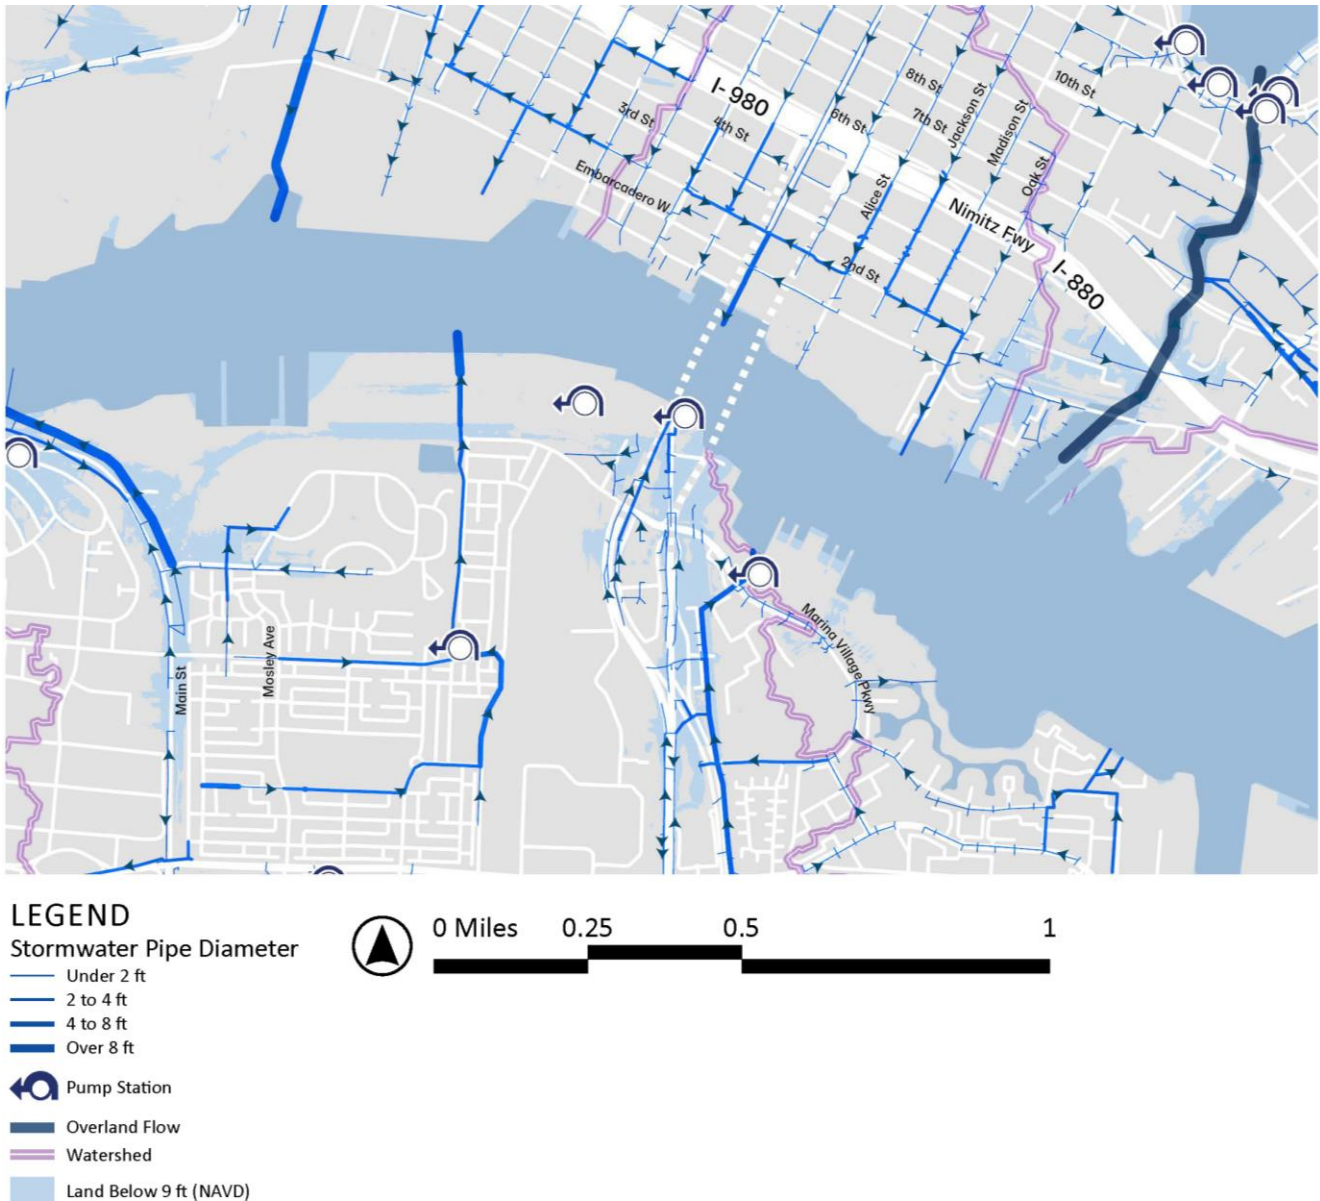 10th St
8th St
Jackson St
I- 980
7th St
6th St
Madison St
3rd St
4th St
Oak St
Embarcadero W.
Alice St
Nimitz Fwy
2nd St
I- 880
Marina Village Pkwy
Mosley Ave
Main St
LEGEND
Stormwater Pipe Diameter
Under 2 ft
2 to 4 ft
4 to 8 ft
Over 8 ft
Pump Station
Overland Flow
Watershed
Land Below 9 ft (NAVD)
0 Miles 0.25 0.5 1